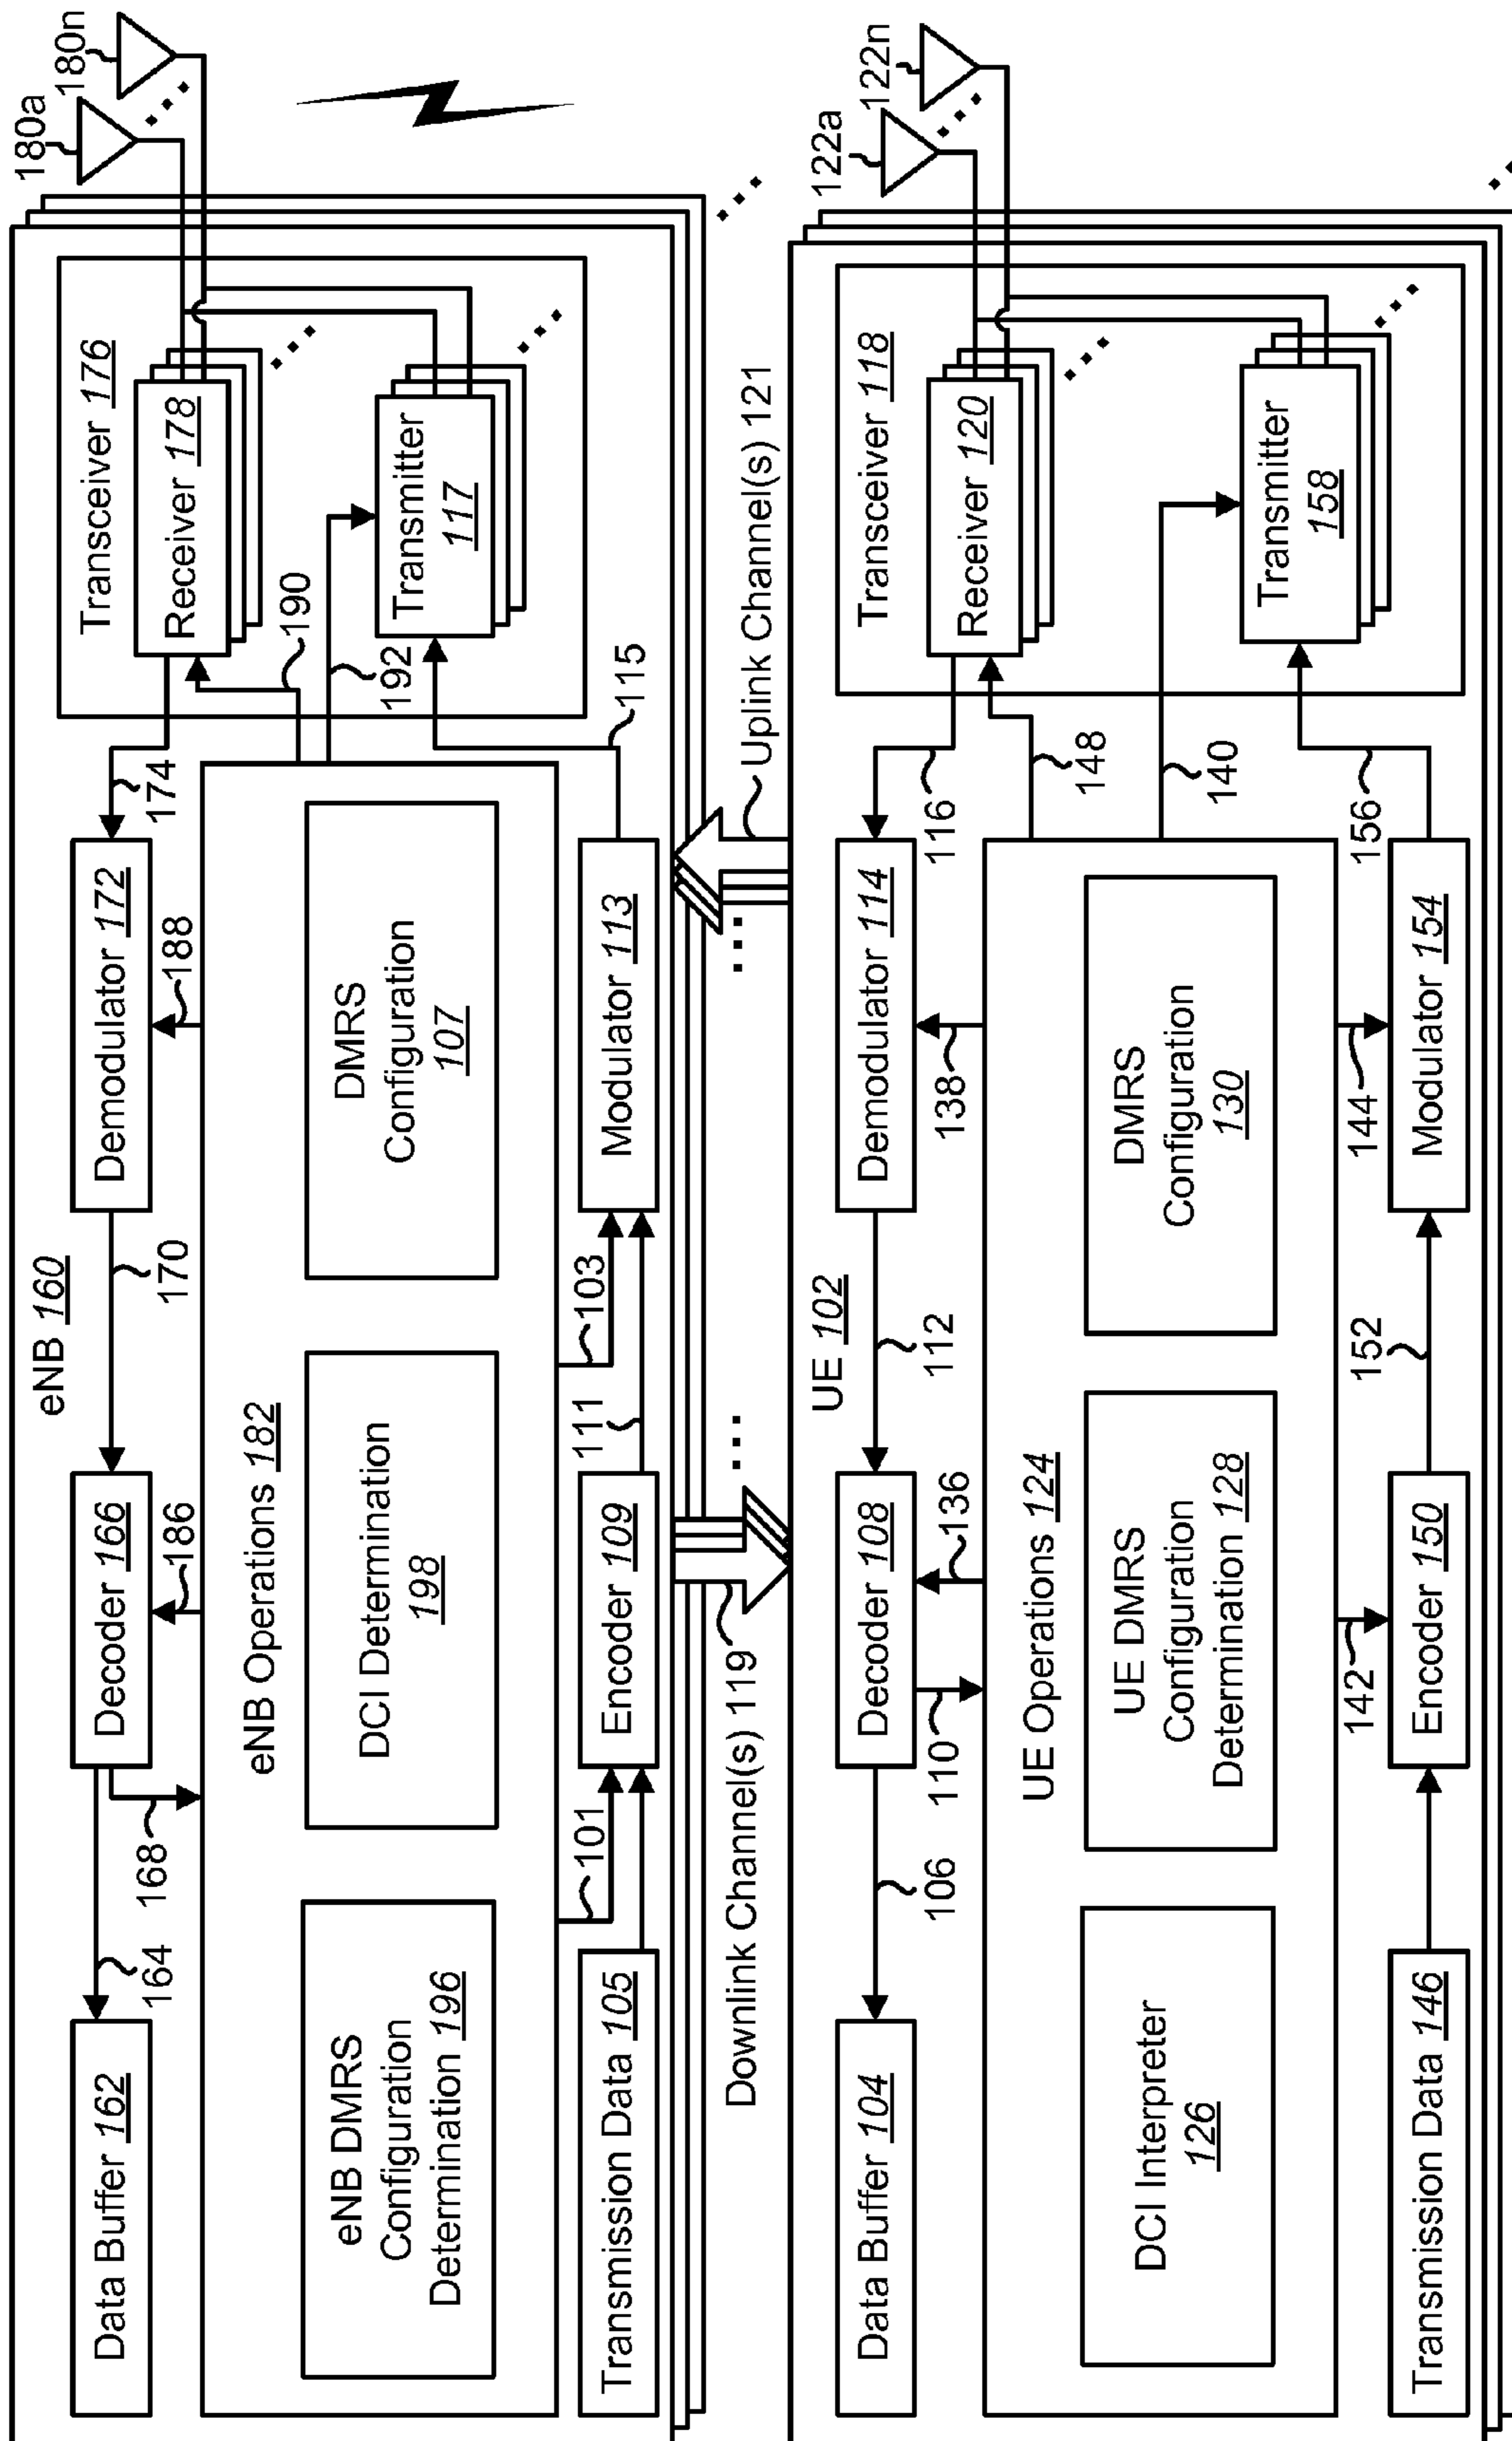 eNB 160
Data Buffer 162
164
Decoder 166
168
186
170
Demodulator 172
188
174
Transceiver 176
Receiver 178
180a
180n
190
192
Transmitter
117
eNB Operations 182
eNB DMRS
Configuration
Determination 196
DCI Determination
198
DMRS
Configuration
107
101
103
Transmission Data 105
Encoder 109
111
Modulator 113
115
Downlink Channel(s) 119
Uplink Channel(s) 121
UE 102
Data Buffer 104
106
Decoder 108
110
136
112
Demodulator 114
138
116
Transceiver 118
Receiver 120
122a
122n
148
140
Transmitter
158
UE Operations 124
DCI Interpreter
126
UE DMRS
Configuration
Determination 128
DMRS
Configuration
130
142
144
Transmission Data 146
Encoder 150
152
Modulator 154
156